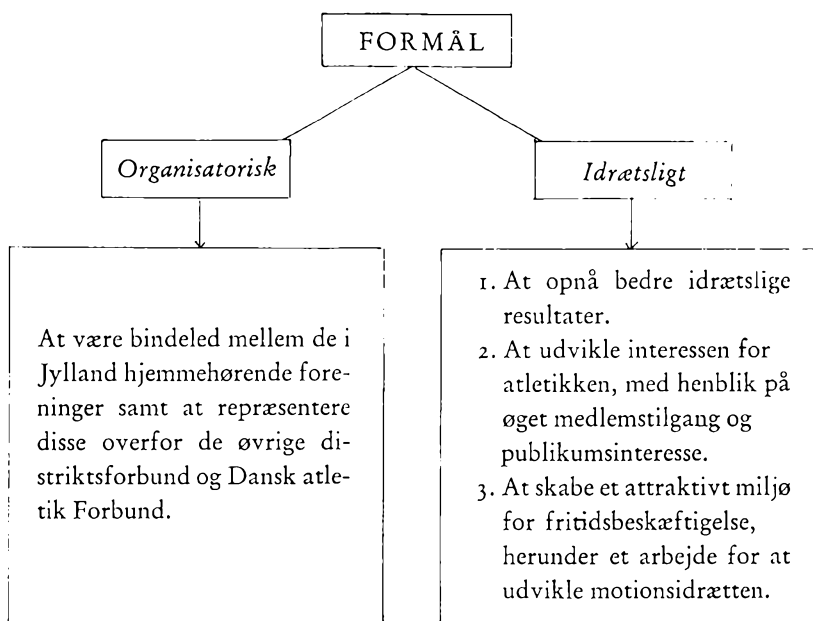 FORMÅL
Organisatorisk
Idrætsligt
At være bindeled mellem de i
Jylland hjemmehørende fore-
ninger samt at repræsentere
disse overfor de øvrige di-
striktsforbund og Dansk atle-
tik Forbund.
1. At opnå bedre idrætslige
resultater.
2. At udvikle interessen for
atletikken, med henblik på
øget medlemstilgang og
publikumsinteresse.
3. At skabe et attraktivt miljø
for fritidsbeskæftigelse,
herunder et arbejde for at
udvikle motionsidrætten.